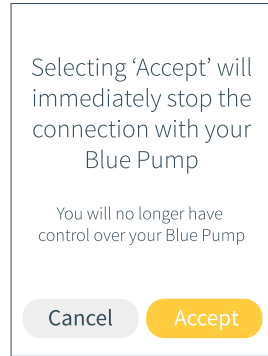 Selecting ‘Accept’ will
immediately stop the
connection with your
Blue Pump
You will no longer have
control over your Blue Pump
Cancel
Accept